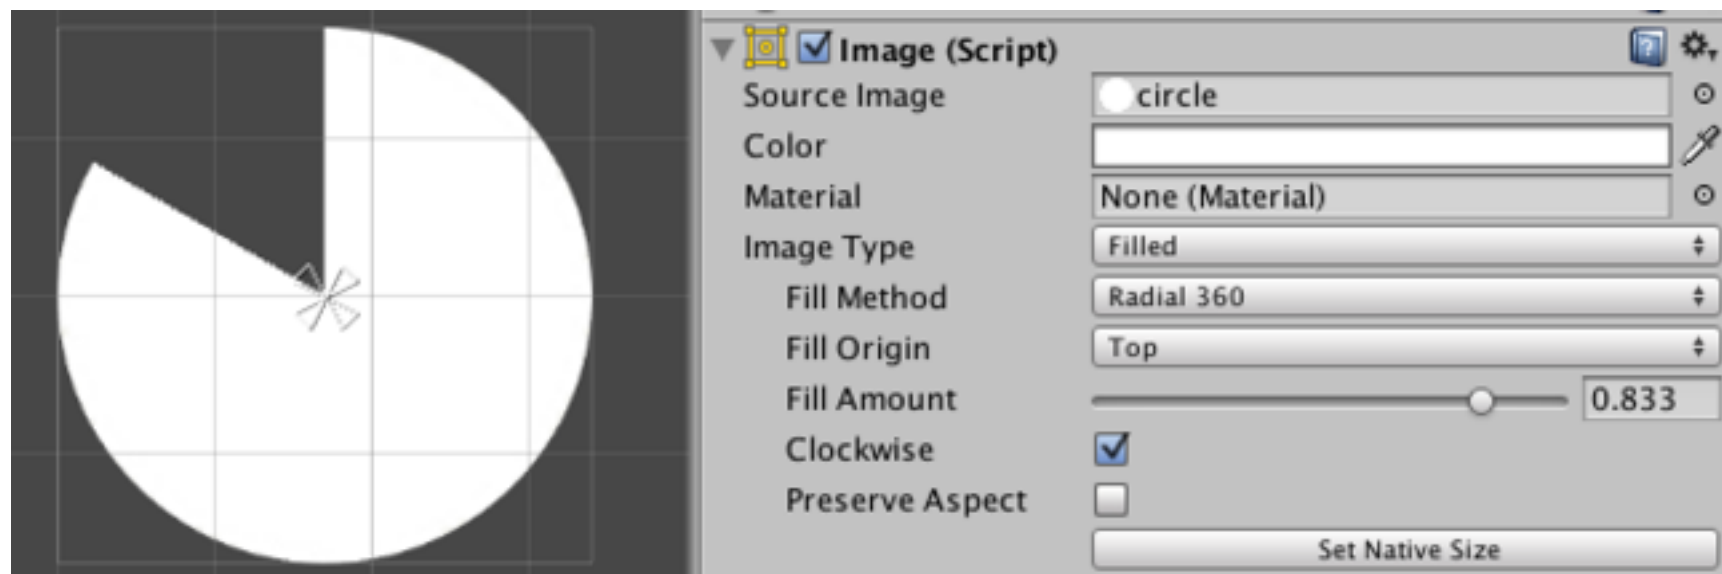 Image (Script)
Source Image circle
Color
Material None (Material)
Image Type Filled
Fill Method Radial 360
Fill Origin Top
Fill Amount 0.833
Clockwise
Preserve Aspect
Set Native Size